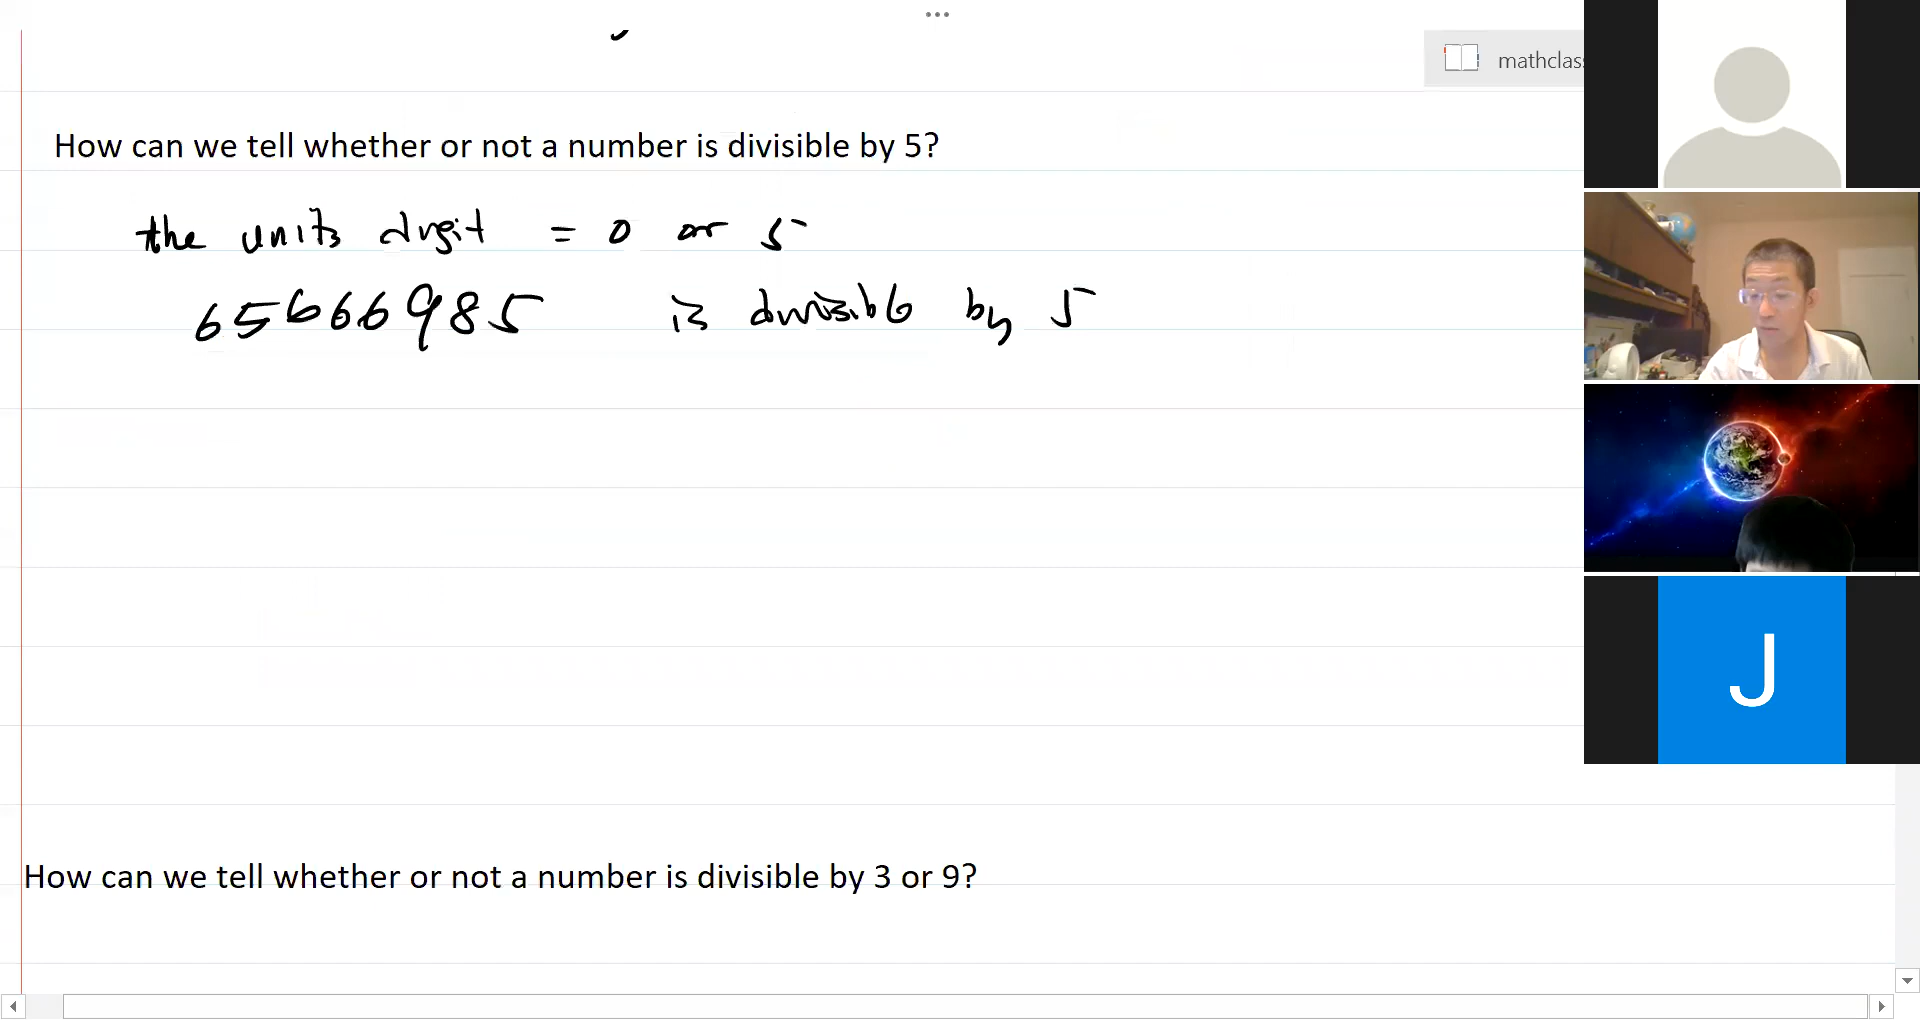 mathclas
How can we tell whether or not a number is divisible by 5?
the units digit = 0 or 5
65666985 is divisible by 5
J
How can we tell whether or not a number is divisible by 3 or 9?